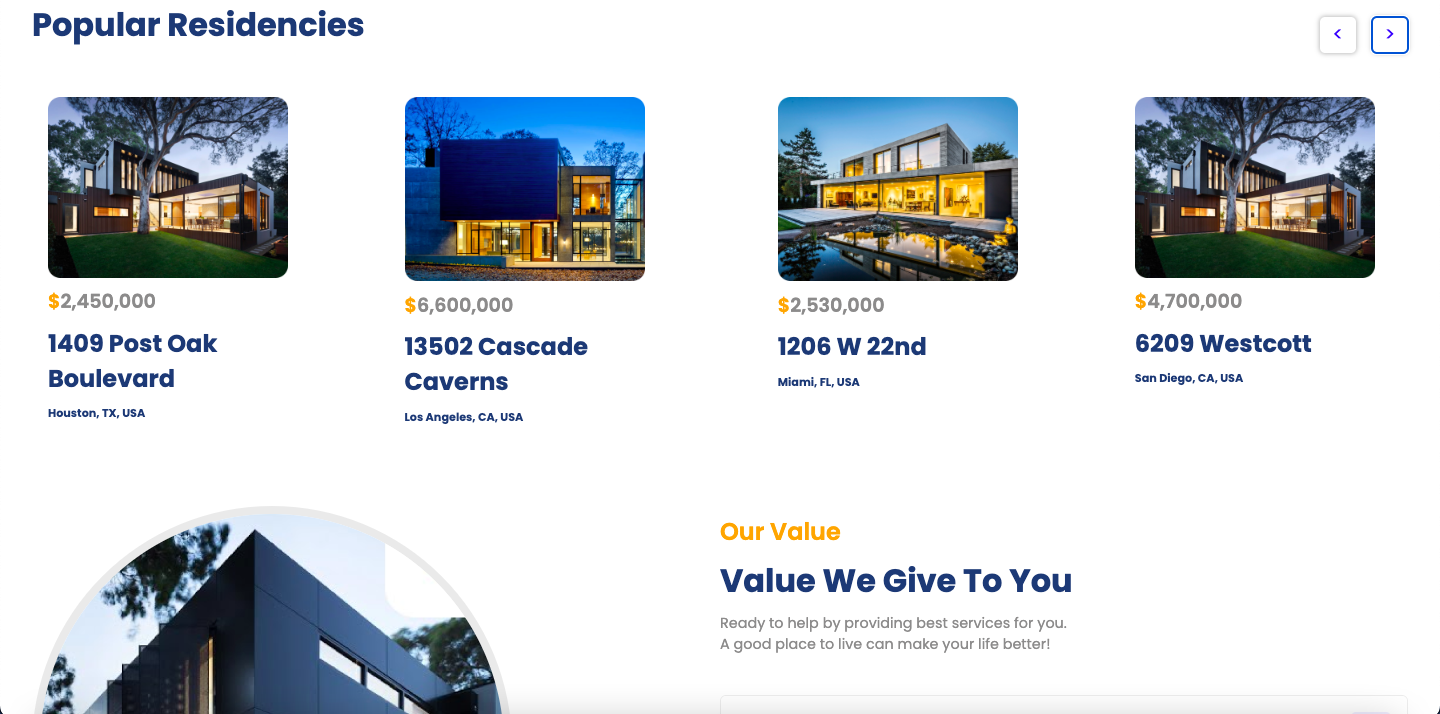 Popular Residencies
< >
$2,450,000
1409 Post Oak
Boulevard
Houston, TX, USA
$6,600,000
13502 Cascade
Caverns
Los Angeles, CA, USA
$2,530,000
1206 W 22nd
Miami, FL, USA
$4,700,000
6209 Westcott
San Diego, CA, USA
Our Value
Value We Give To You
Ready to help by providing best services for you.
A good place to live can make your life better!